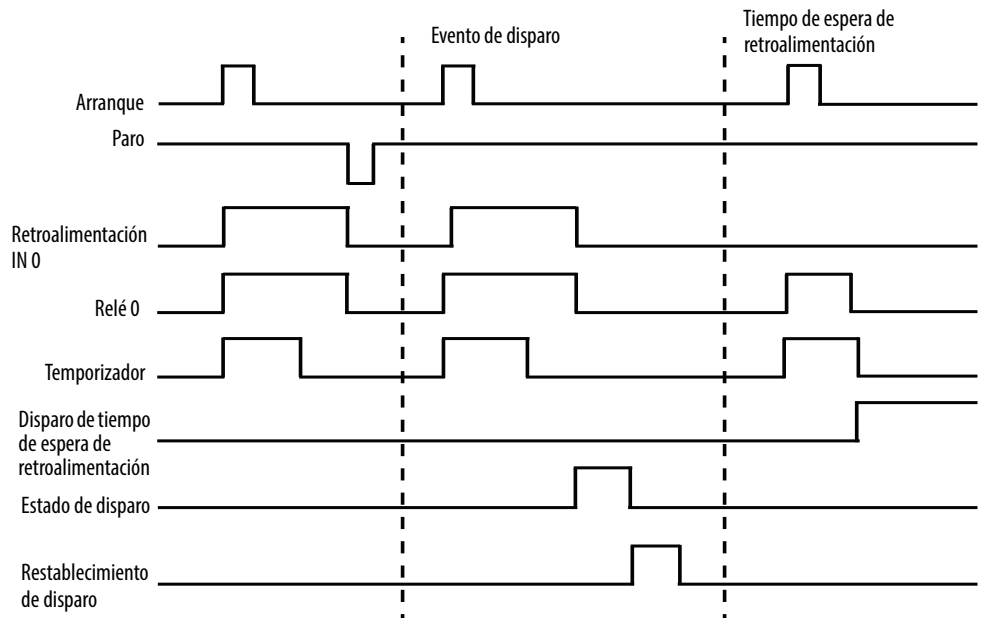 Evento de disparo
Tiempo de espera de
retroalimentación
Arranque
Paro
Retroalimentación
IN 0
Relé 0
Temporizador
Disparo de tiempo
de espera de
retroalimentación
Estado de disparo
Restablecimiento
de disparo